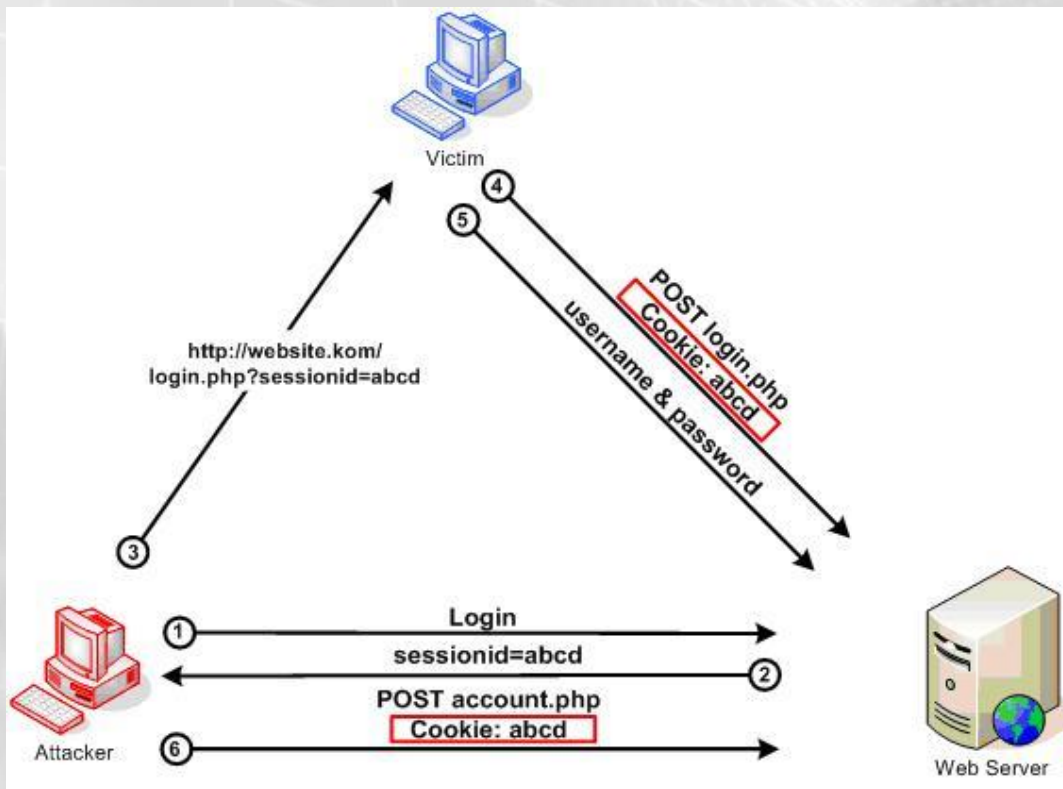 Victim
4
5
POST login.php
Cookie: abcd
username & password
http://website.kom/
login.php?sessionid=abcd
3
1
Login
sessionid=abcd
2
POST account.php
Cookie: abcd
6
Attacker
Web Server